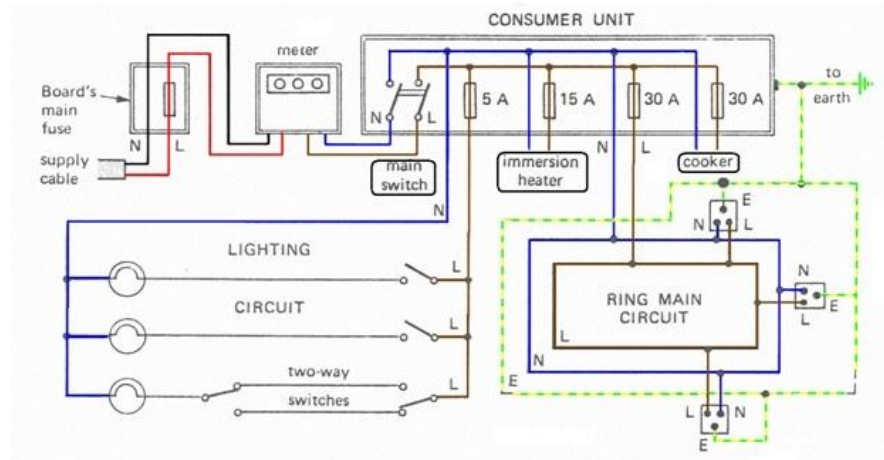 CONSUMER UNIT
meter
Board's
main
fuse
N
L
supply
cable
N
L
main
switch
5 A
15 A
30 A
30 A
to
earth
immersion
heater
N
L
cooker
N
LIGHTING
CIRCUIT
L
L
L
two-way
switches
E
N
L
N
L
E
RING MAIN
CIRCUIT
L
N
E
L
N
E